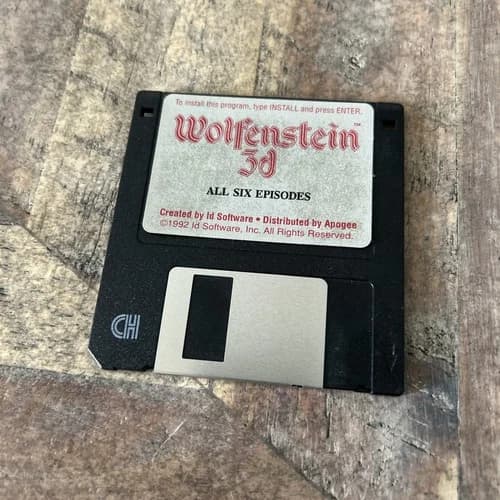 To install this program, type INSTALL and press ENTER.
Wolfenstein™
3d
ALL SIX EPISODES
Created by Id Software • Distributed by Apogee
©1992 Id Software, Inc. All Rights Reserved.
CH